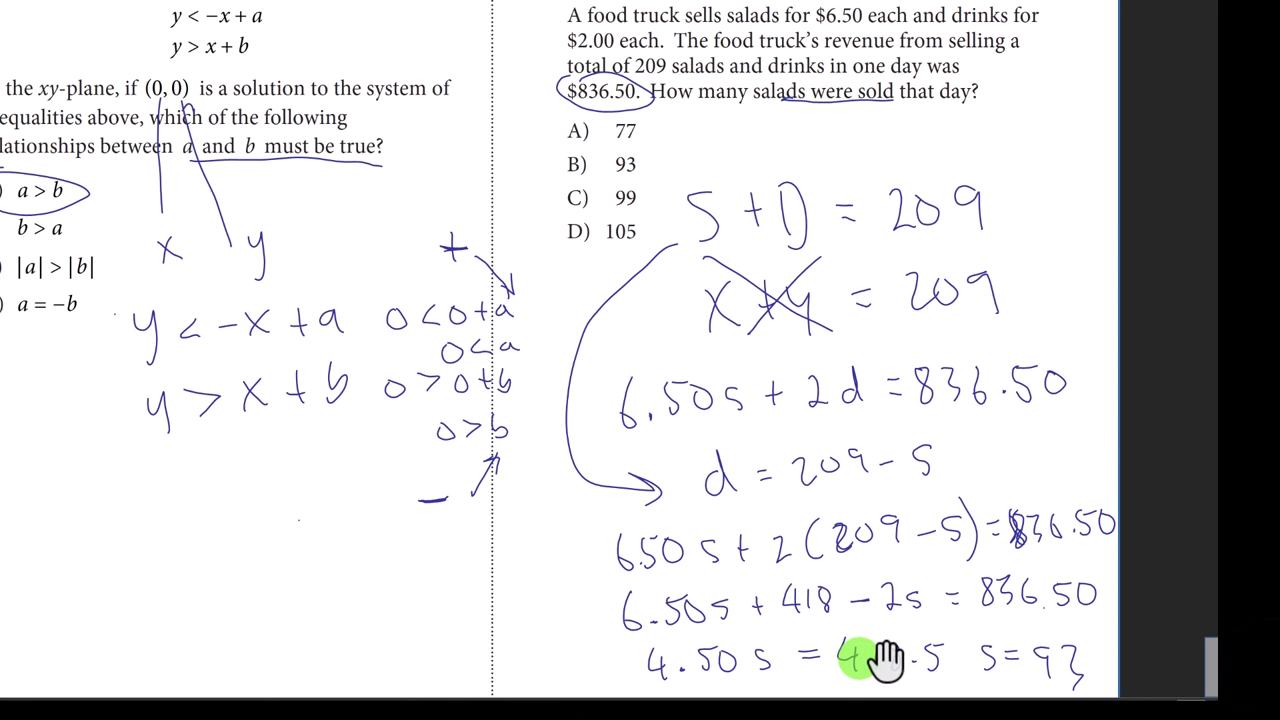 y < −x + a
y > x + b
the xy-plane, if (0, 0) is a solution to the system of
equalities above, which of the following
lationships between a and b must be true?
) a > b
b > a
) |a| > |b|
) a = −b
x y +
y < -x + a 0 < 0 + a
0 < a
y > x + b 0 > 0 + b
0 > b
−
A food truck sells salads for $6.50 each and drinks for
$2.00 each. The food truck’s revenue from selling a
total of 209 salads and drinks in one day was
$836.50. How many salads were sold that day?
A) 77
B) 93
C) 99
D) 105
S + D = 209
x + y = 209
6.50s + 2d = 836.50
d = 209 - s
6.50 s + 2(209 - s) = 836.50
6.50s + 418 - 2s = 836.50
4.50 s = 4 .5 s = 93